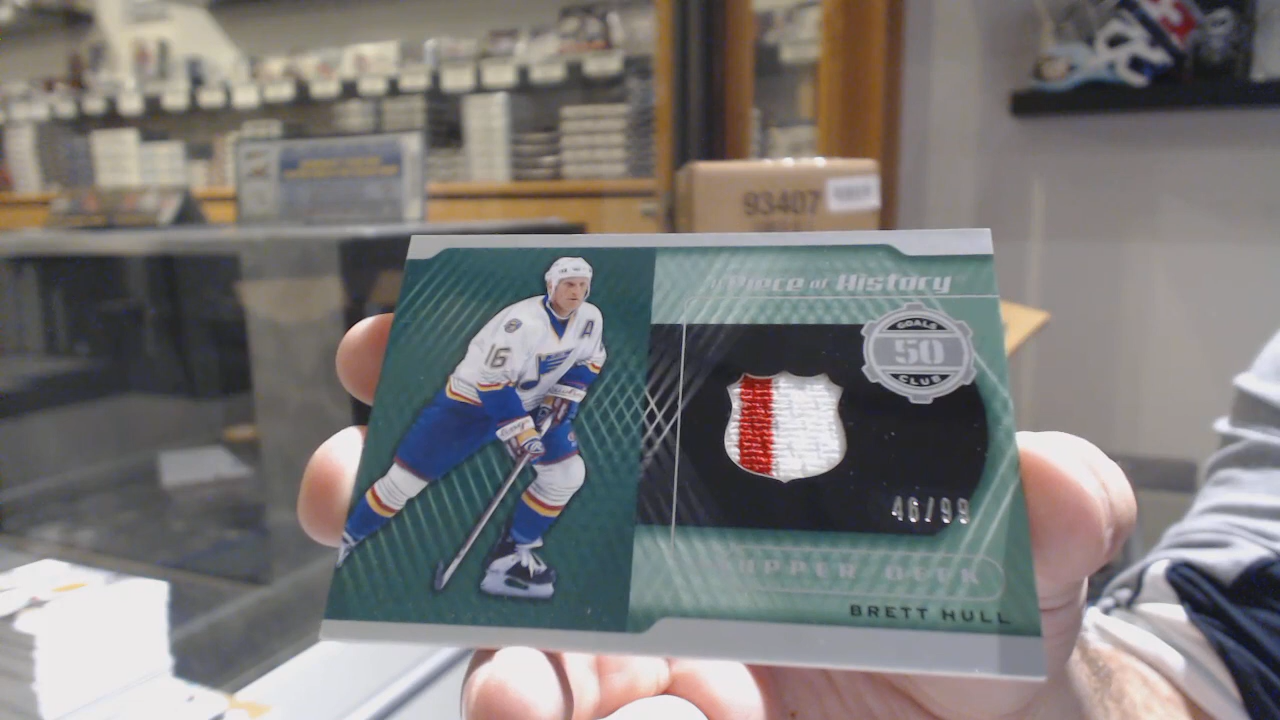 93407
A Piece of History
GOALS
50
CLUB
A
16
46/99
UPPER DECK
BRETT HULL